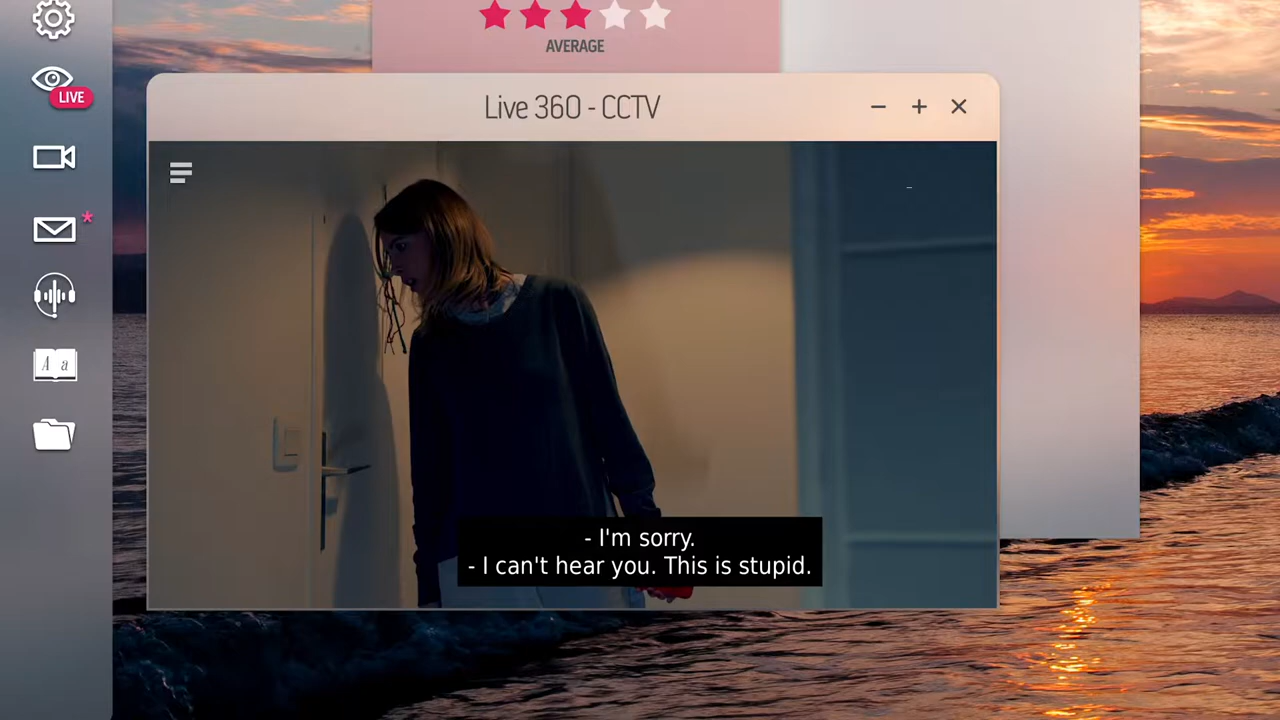 AVERAGE
Live 360 - CCTV
LIVE
A a
- I'm sorry.
- I can't hear you. This is stupid.